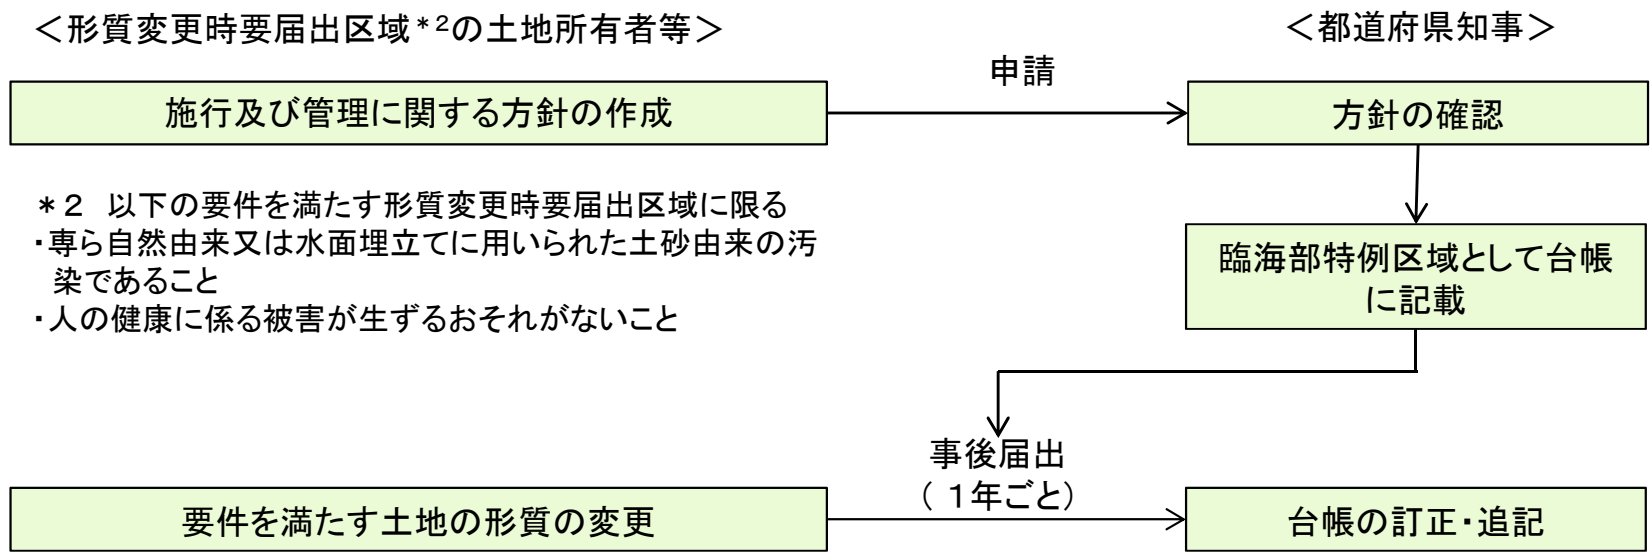 ＜形質変更時要届出区域*2の土地所有者等＞
＜都道府県知事＞
申請
施行及び管理に関する方針の作成
方針の確認
＊２　以下の要件を満たす形質変更時要届出区域に限る
・専ら自然由来又は水面埋立てに用いられた土砂由来の汚
染であること
・人の健康に係る被害が生ずるおそれがないこと
臨海部特例区域として台帳
に記載
事後届出
（１年ごと）
要件を満たす土地の形質の変更
台帳の訂正・追記